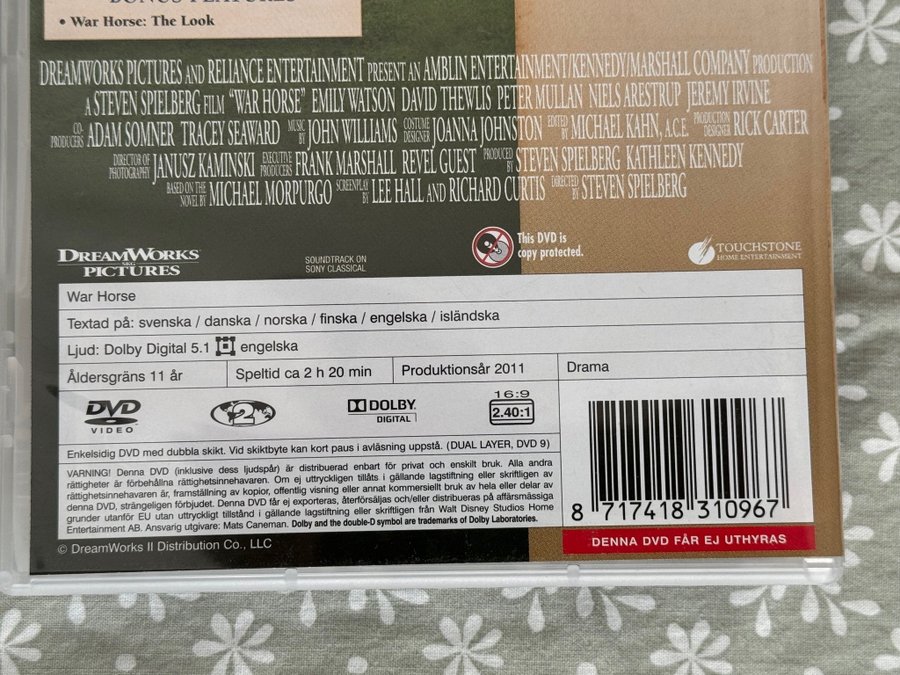 BONUS FEATURES
• War Horse: The Look
DREAMWORKS PICTURES AND RELIANCE ENTERTAINMENT PRESENT AN AMBLIN ENTERTAINMENT/KENNEDY/MARSHALL COMPANY PRODUCTION
A STEVEN SPIELBERG FILM "WAR HORSE" EMILY WATSON DAVID THEWLIS PETER MULLAN NIELS ARESTRUP JEREMY IRVINE
CO-PRODUCERS ADAM SOMNER TRACEY SEAWARD MUSIC BY JOHN WILLIAMS COSTUME DESIGNER JOANNA JOHNSTON EDITED BY MICHAEL KAHN, A.C.E. PRODUCTION DESIGNER RICK CARTER
DIRECTOR OF PHOTOGRAPHY JANUSZ KAMINSKI EXECUTIVE PRODUCERS FRANK MARSHALL REVEL GUEST PRODUCED BY STEVEN SPIELBERG KATHLEEN KENNEDY
BASED ON THE NOVEL BY MICHAEL MORPURGO SCREENPLAY BY LEE HALL AND RICHARD CURTIS DIRECTED BY STEVEN SPIELBERG
DREAMWORKS
SKG
PICTURES
SOUNDTRACK ON
SONY CLASSICAL
This DVD is
copy protected.
TOUCHSTONE
HOME ENTERTAINMENT
War Horse
Textad på: svenska / danska / norska / finska / engelska / isländska
Ljud: Dolby Digital 5.1 engelska
Åldersgräns 11 år
Speltid ca 2 h 20 min
Produktionsår 2011
Drama
DVD
VIDEO
2
DOLBY
DIGITAL
16:9
2.40:1
Enkelsidig DVD med dubbla skikt. Vid skiktbyte kan kort paus i avläsning uppstå. (DUAL LAYER, DVD 9)
VARNING! Denna DVD (inklusive dess ljudspår) är distribuerad enbart för privat och enskilt bruk. Alla andra
rättigheter är förbehållna rättighetsinnehavaren. Om ej uttryckligen tillåts i gällande lagstiftning eller skriftligen av
rättighetsinnehavaren, är framställning av kopior, offentlig visning eller annat kommersiellt bruk av hela eller delar av
denna DVD, strängeligen förbjudet. Denna DVD får ej exporteras, återförsäljas och/eller distribueras på affärsmässiga
grunder utanför EU utan uttryckligt tillstånd i gällande lagstiftning eller skriftligen från Walt Disney Studios Home
Entertainment AB. Ansvarig utgivare: Mats Caneman. Dolby and the double-D symbol are trademarks of Dolby Laboratories.
8 717418 310967
DENNA DVD FÅR EJ UTHYRAS
© DreamWorks II Distribution Co., LLC